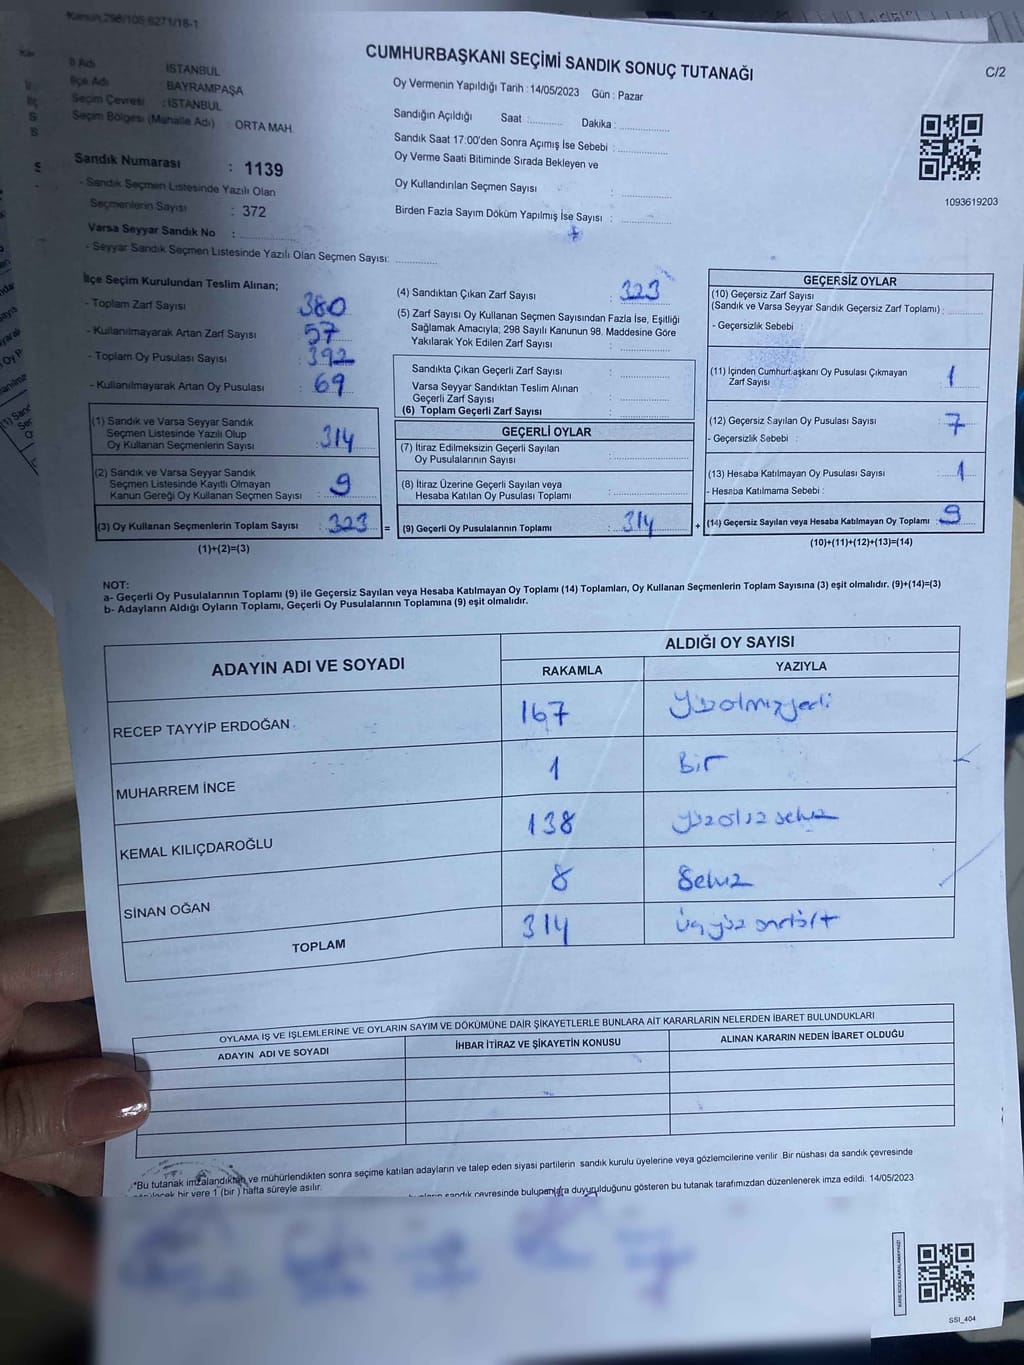 Kanun,298/105,6271/18-1
CUMHURBAŞKANI SEÇİMİ SANDIK SONUÇ TUTANAĞI
C/2
İl Adı İSTANBUL
İlçe Adı : BAYRAMPAŞA
Seçim Çevresi : İSTANBUL
Seçim Bölgesi (Mahalle Adı) : ORTA MAH.
Sandık Numarası : 1139
- Sandık Seçmen Listesinde Yazılı Olan
Seçmenlerin Sayısı : 372
Varsa Seyyar Sandık No :
- Seyyar Sandık Seçmen Listesinde Yazılı Olan Seçmen Sayısı:
Oy Vermenin Yapıldığı Tarih : 14/05/2023 Gün : Pazar
Sandığın Açıldığı Saat : Dakika :
Sandık Saat 17:00'den Sonra Açımış İse Sebebi :
Oy Verme Saati Bitiminde Sırada Bekleyen ve
Oy Kullandırılan Seçmen Sayısı :
Birden Fazla Sayım Döküm Yapılmış İse Sayısı :
1093619203
İlçe Seçim Kurulundan Teslim Alınan;
- Toplam Zarf Sayısı : 380
- Kullanılmayarak Artan Zarf Sayısı : 57
- Toplam Oy Pusulası Sayısı : 392
- Kullanılmayarak Artan Oy Pusulası : 69
(1) Sandık ve Varsa Seyyar Sandık
Seçmen Listesinde Yazılı Olup
Oy Kullanan Seçmenlerin Sayısı : 314
(2) Sandık ve Varsa Seyyar Sandık
Seçmen Listesinde Kayıtlı Olmayan
Kanun Gereği Oy Kullanan Seçmen Sayısı : 9
(3) Oy Kullanan Seçmenlerin Toplam Sayısı : 323 =
(1)+(2)=(3)
(4) Sandıktan Çıkan Zarf Sayısı : 323
(5) Zarf Sayısı Oy Kullanan Seçmen Sayısından Fazla İse, Eşitliği
Sağlamak Amacıyla; 298 Sayılı Kanunun 98. Maddesine Göre
Yakılarak Yok Edilen Zarf Sayısı :
Sandıkta Çıkan Geçerli Zarf Sayısı :
Varsa Seyyar Sandıktan Teslim Alınan
Geçerli Zarf Sayısı :
(6) Toplam Geçerli Zarf Sayısı :
GEÇERLİ OYLAR
(7) İtiraz Edilmeksizin Geçerli Sayılan
Oy Pusulalarının Sayısı :
(8) İtiraz Üzerine Geçerli Sayılan veya
Hesaba Katılan Oy Pusulası Toplamı :
(9) Geçerli Oy Pusulalarının Toplamı : 314 +
GEÇERSİZ OYLAR
(10) Geçersiz Zarf Sayısı
(Sandık ve Varsa Seyyar Sandık Geçersiz Zarf Toplamı) :
- Geçersizlik Sebebi :
(11) İçinden Cumhurbaşkanı Oy Pusulası Çıkmayan
Zarf Sayısı : 1
(12) Geçersiz Sayılan Oy Pusulası Sayısı : 7
- Geçersizlik Sebebi :
(13) Hesaba Katılmayan Oy Pusulası Sayısı : 1
- Hesaba Katılmama Sebebi :
(14) Geçersiz Sayılan veya Hesaba Katılmayan Oy Toplamı : 9
(10)+(11)+(12)+(13)=(14)
NOT:
a- Geçerli Oy Pusulalarının Toplamı (9) ile Geçersiz Sayılan veya Hesaba Katılmayan Oy Toplamı (14) Toplamları, Oy Kullanan Seçmenlerin Toplam Sayısına (3) eşit olmalıdır. (9)+(14)=(3)
b- Adayların Aldığı Oyların Toplamı, Geçerli Oy Pusulalarının Toplamına (9) eşit olmalıdır.
ADAYIN ADI VE SOYADI
ALDIĞI OY SAYISI
RAKAMLA YAZIYLA
RECEP TAYYİP ERDOĞAN 167 yüzaltmışyedi
MUHARREM İNCE 1 Bir
KEMAL KILIÇDAROĞLU 138 yüzotuz sekiz
SİNAN OĞAN 8 Sekiz
TOPLAM 314 üçyüz ondört
OYLAMA İŞ VE İŞLEMLERİNE VE OYLARIN SAYIM VE DÖKÜMÜNE DAİR ŞİKAYETLERLE BUNLARA AİT KARARLARIN NELERDEN İBARET BULUNDUKLARI
ADAYIN ADI VE SOYADI İHBAR İTİRAZ VE ŞİKAYETİN KONUSU ALINAN KARARIN NEDEN İBARET OLDUĞU
*Bu tutanak imzalandıktan ve mühürlendikten sonra seçime katılan adayların ve talep eden siyasi partilerin sandık kurulu üyelerine veya gözlemcilerine verilir. Bir nüshası da sandık çevresinde
bir yere 1 (bir) hafta süreyle asılır.
sandık çevresinde bulupanlara duyurulduğunu gösteren bu tutanak tarafımızdan düzenlenerek imza edildi. 14/05/2023
KARE KODU KARALAMAYINIZ!
SSI_404